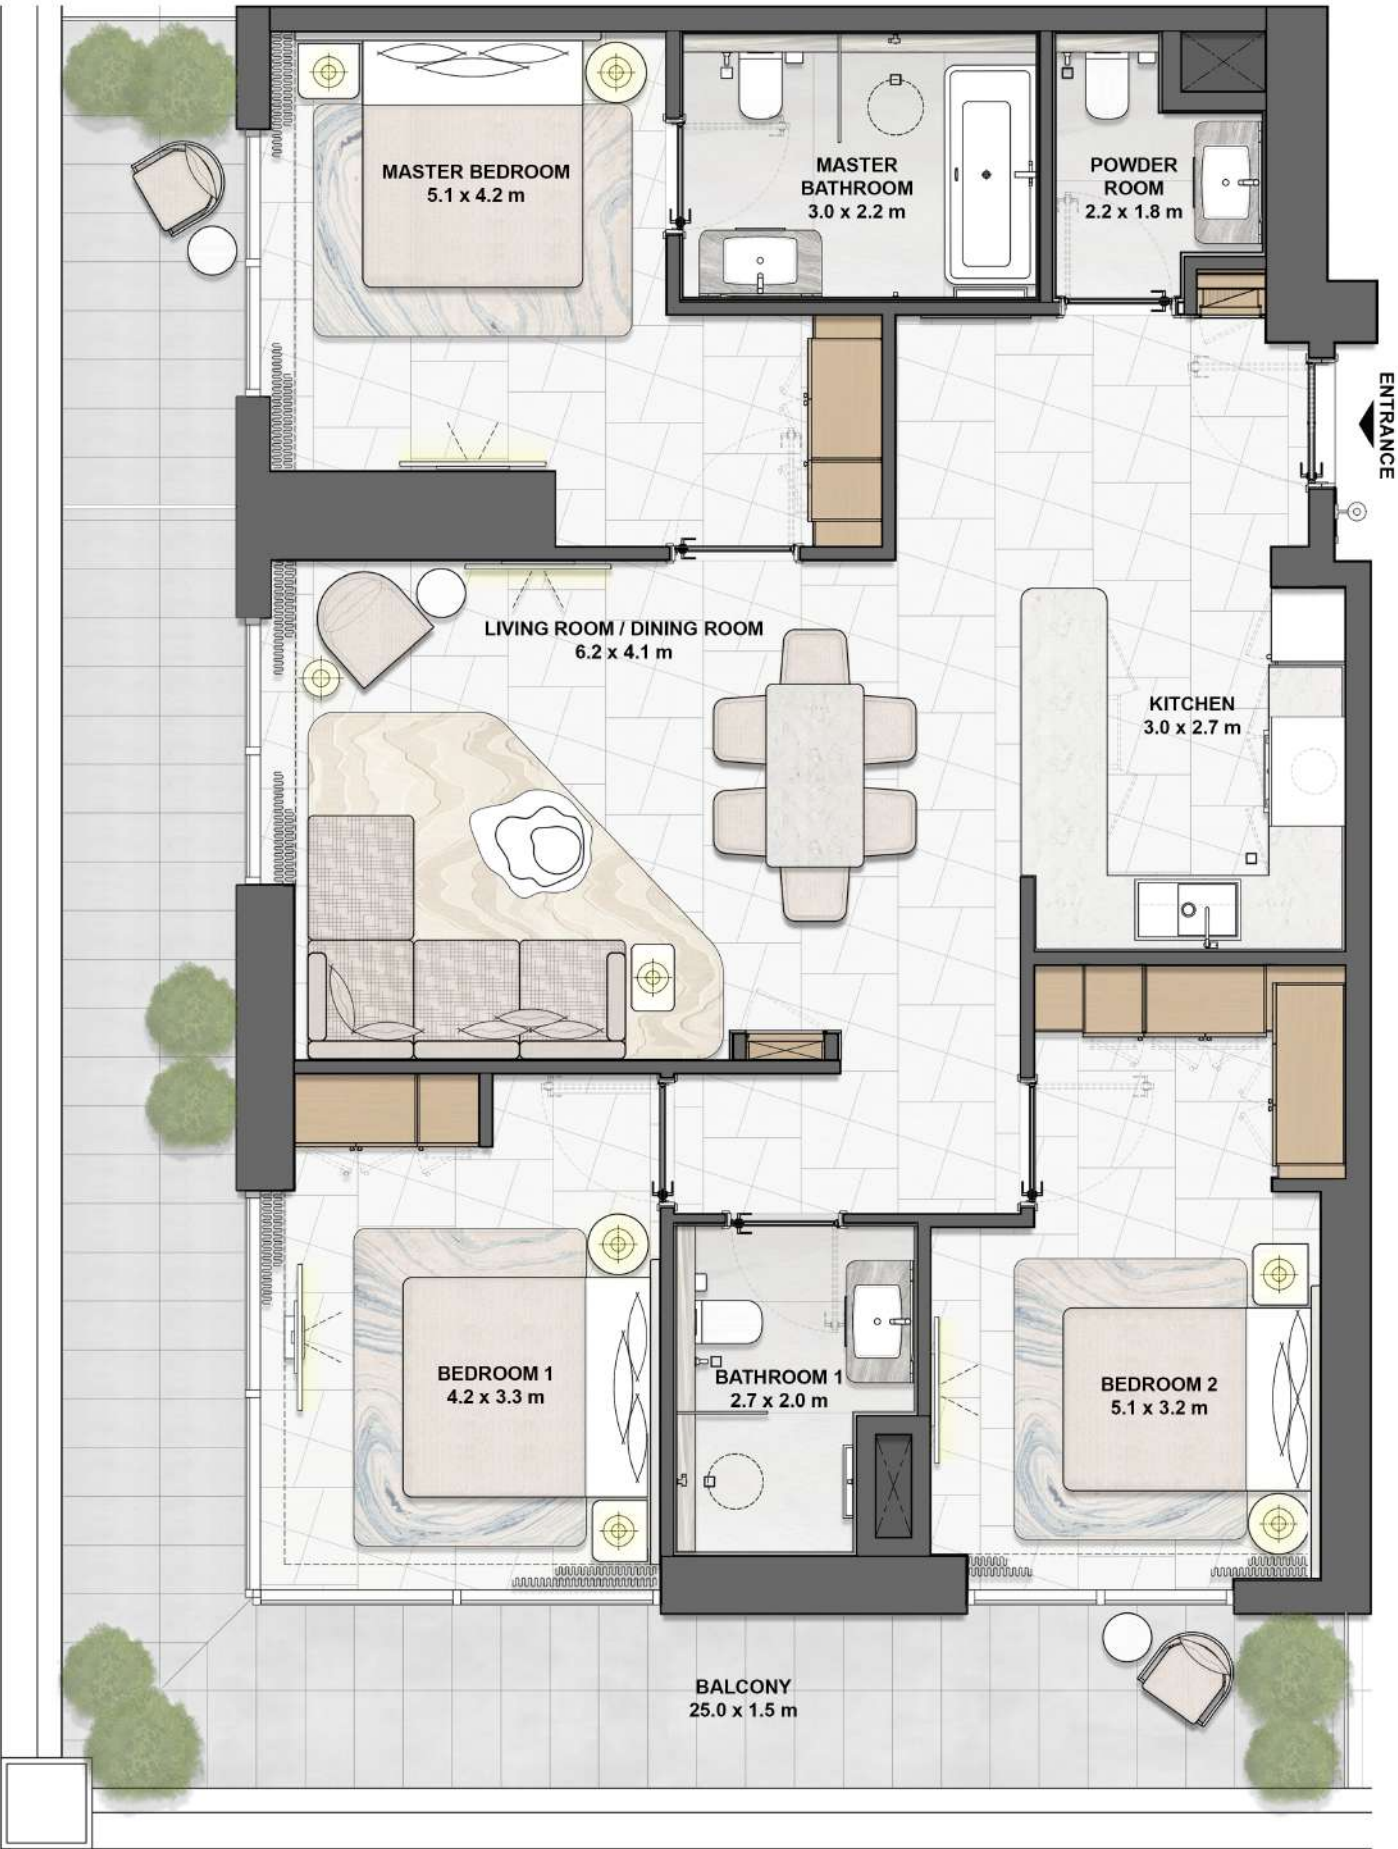 MASTER BEDROOM
5.1 x 4.2 m
MASTER
BATHROOM
3.0 x 2.2 m
POWDER
ROOM
2.2 x 1.8 m
ENTRANCE
LIVING ROOM / DINING ROOM
6.2 x 4.1 m
KITCHEN
3.0 x 2.7 m
BEDROOM 1
4.2 x 3.3 m
BATHROOM 1
2.7 x 2.0 m
BEDROOM 2
5.1 x 3.2 m
BALCONY
25.0 x 1.5 m